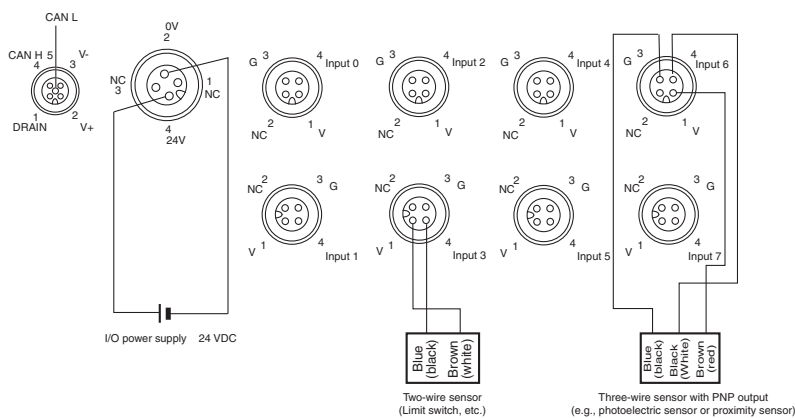 CAN L
CAN H 5 V-
4 3
1 2
DRAIN V+
0V
2
NC
3
1
NC
4
24V
G 3 4 Input 0
NC 2 1 V
3 4 Input 2
G
NC 2 1 V
G 3 4 Input 4
NC 2 1 V
G 3 4 Input 6
NC 2 1 V
NC 2 3 G
V 1 4 Input 1
NC 2 3 G
V 1 4 Input 3
NC 2 3 G
V 1 4 Input 5
NC 2 3 G
V 1 4 Input 7
I/O power supply 24 VDC
Blue
(black)
Brown
(white)
Two-wire sensor
(Limit switch, etc.)
Blue
(black)
Black
(White)
Brown
(red)
Three-wire sensor with PNP output
(e.g., photoelectric sensor or proximity sensor)